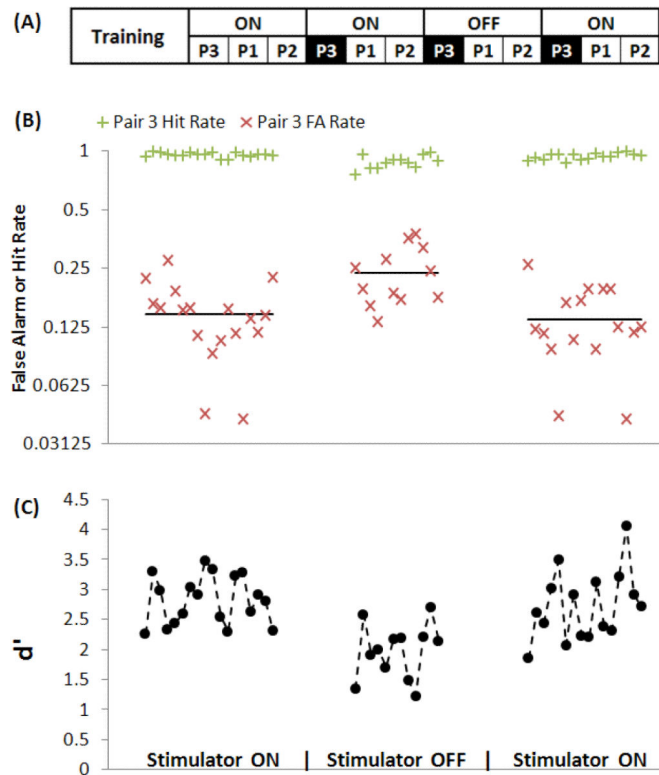 (A)
Training
ON ON OFF ON
P3 P1 P2 P3 P1 P2 P3 P1 P2 P3 P1 P2
(B)
+ Pair 3 Hit Rate × Pair 3 FA Rate
False Alarm or Hit Rate
1
0.5
0.25
0.125
0.0625
0.03125
(C)
d'
4.5
4
3.5
3
2.5
2
1.5
1
0.5
0
Stimulator ON | Stimulator OFF | Stimulator ON